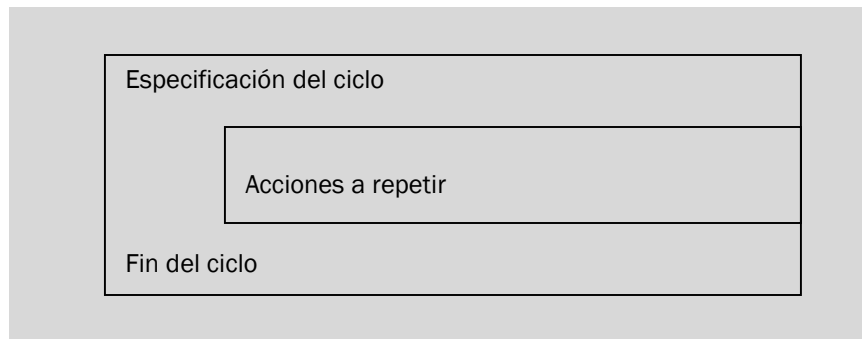 Especificación del ciclo
Acciones a repetir
Fin del ciclo